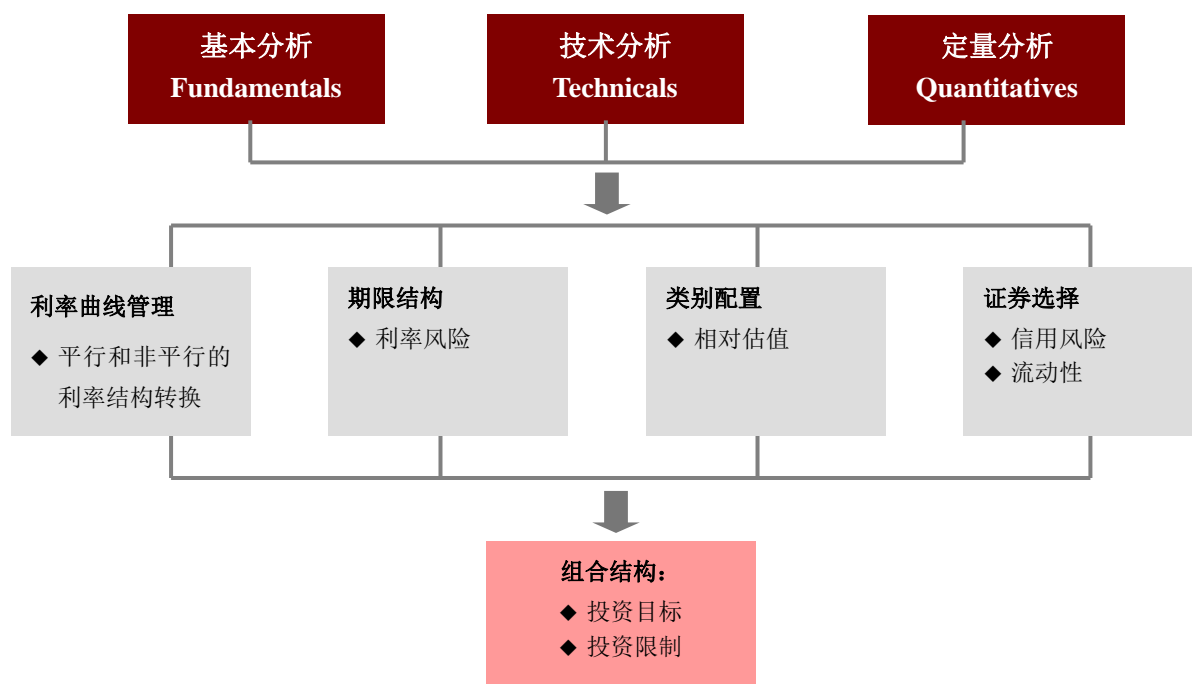 基本分析
Fundamentals
技术分析
Technicals
定量分析
Quantitatives
利率曲线管理
◆ 平行和非平行的
利率结构转换
期限结构
◆ 利率风险
类别配置
◆ 相对估值
证券选择
◆ 信用风险
◆ 流动性
组合结构：
◆ 投资目标
◆ 投资限制